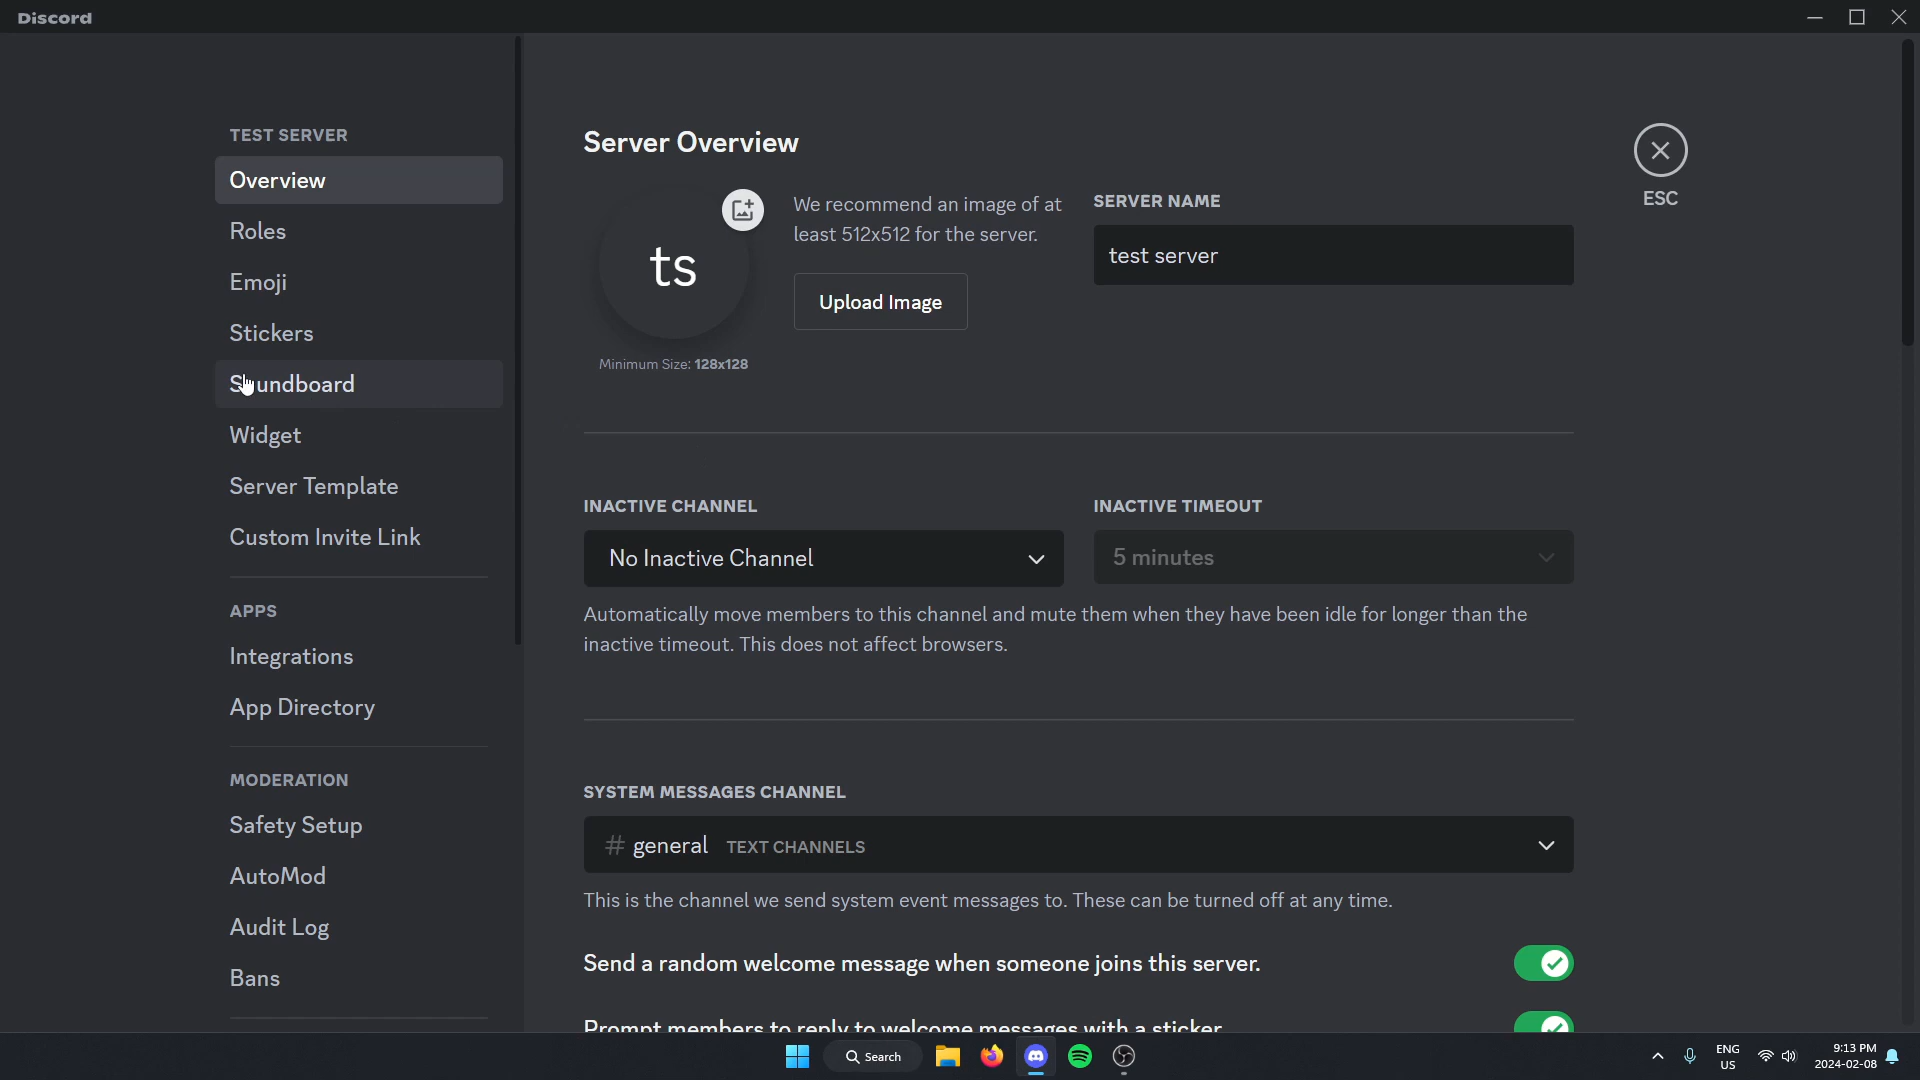 Discord
TEST SERVER
Overview
Roles
Emoji
Stickers
Soundboard
Widget
Server Template
Custom Invite Link
APPS
Integrations
App Directory
MODERATION
Safety Setup
AutoMod
Audit Log
Bans
Server Overview
ts
Minimum Size: 128x128
We recommend an image of at
least 512x512 for the server.
Upload Image
SERVER NAME
test server
ESC
INACTIVE CHANNEL
No Inactive Channel
INACTIVE TIMEOUT
5 minutes
Automatically move members to this channel and mute them when they have been idle for longer than the
inactive timeout. This does not affect browsers.
SYSTEM MESSAGES CHANNEL
# general TEXT CHANNELS
This is the channel we send system event messages to. These can be turned off at any time.
Send a random welcome message when someone joins this server.
Prompt members to reply to welcome messages with a sticker.
Search
ENG
US
9:13 PM
2024-02-08